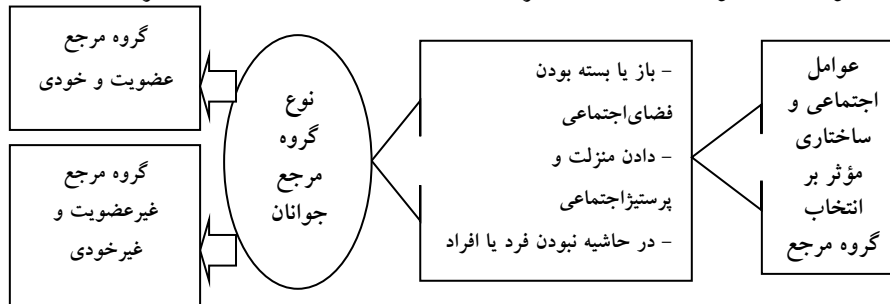 عوامل
اجتماعی و
ساختاری
مؤثر بر
انتخاب
گروه مرجع
- باز یا بسته بودن
فضای‌اجتماعی
- دادن منزلت و
پرستیژاجتماعی
- در حاشیه نبودن فرد یا افراد
نوع
گروه
مرجع
جوانان
گروه مرجع
عضویت و خودی
گروه مرجع
غیرعضویت و
غیرخودی